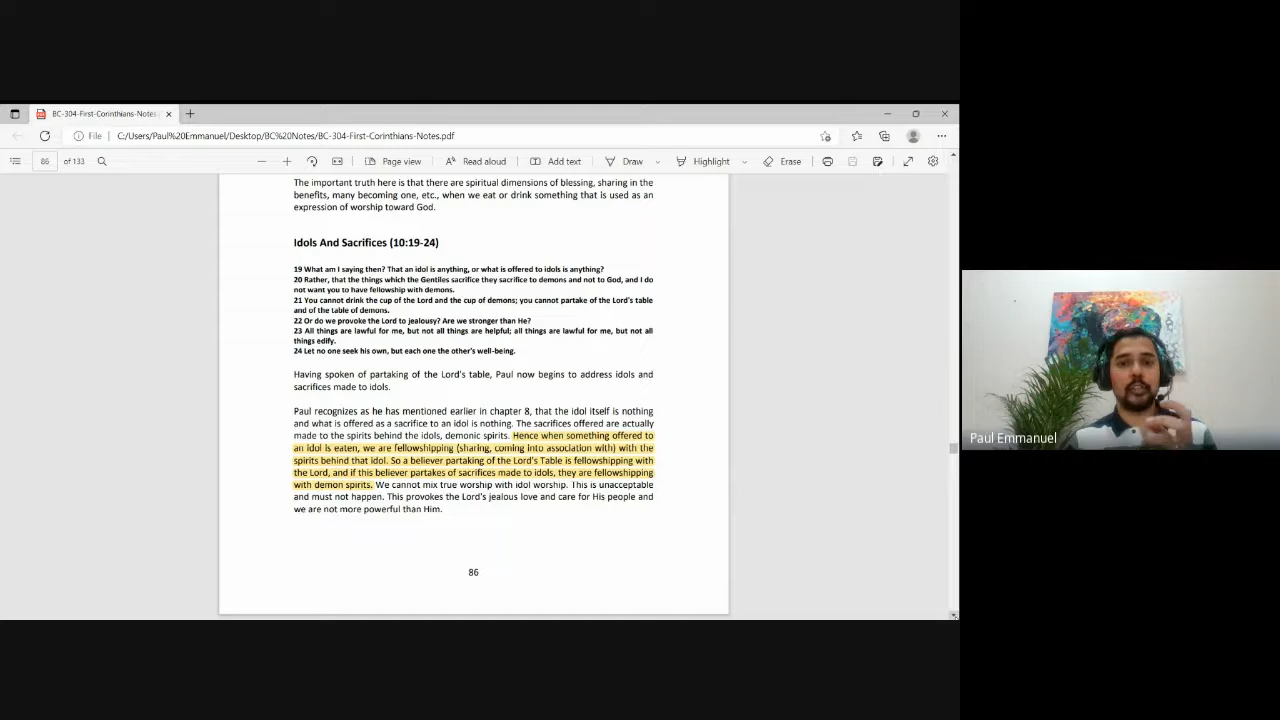 BC-304-First-Corinthians-Notes
File
C:/Users/Paul%20Emmanuel/Desktop/BC%20Notes/BC-304-First-Corinthians-Notes.pdf
86 of 133
Page view
Read aloud
Add text
Draw
Highlight
Erase
The important truth here is that there are spiritual dimensions of blessing, sharing in the
benefits, many becoming one, etc., when we eat or drink something that is used as an
expression of worship toward God.
Idols And Sacrifices (10:19-24)
19 What am I saying then? That an idol is anything, or what is offered to idols is anything?
20 Rather, that the things which the Gentiles sacrifice they sacrifice to demons and not to God, and I do
not want you to have fellowship with demons.
21 You cannot drink the cup of the Lord and the cup of demons; you cannot partake of the Lord's table
and of the table of demons.
22 Or do we provoke the Lord to jealousy? Are we stronger than He?
23 All things are lawful for me, but not all things are helpful; all things are lawful for me, but not all
things edify.
24 Let no one seek his own, but each one the other's well-being.
Having spoken of partaking of the Lord's table, Paul now begins to address idols and
sacrifices made to idols.
Paul recognizes as he has mentioned earlier in chapter 8, that the idol itself is nothing
and what is offered as a sacrifice to an idol is nothing. The sacrifices offered are actually
made to the spirits behind the idols, demonic spirits. Hence when something offered to
an idol is eaten, we are fellowshipping (sharing, coming into association with) with the
spirits behind that idol. So a believer partaking of the Lord's Table is fellowshipping with
the Lord, and if this believer partakes of sacrifices made to idols, they are fellowshipping
with demon spirits. We cannot mix true worship with idol worship. This is unacceptable
and must not happen. This provokes the Lord's jealous love and care for His people and
we are not more powerful than Him.
86
Paul Emmanuel